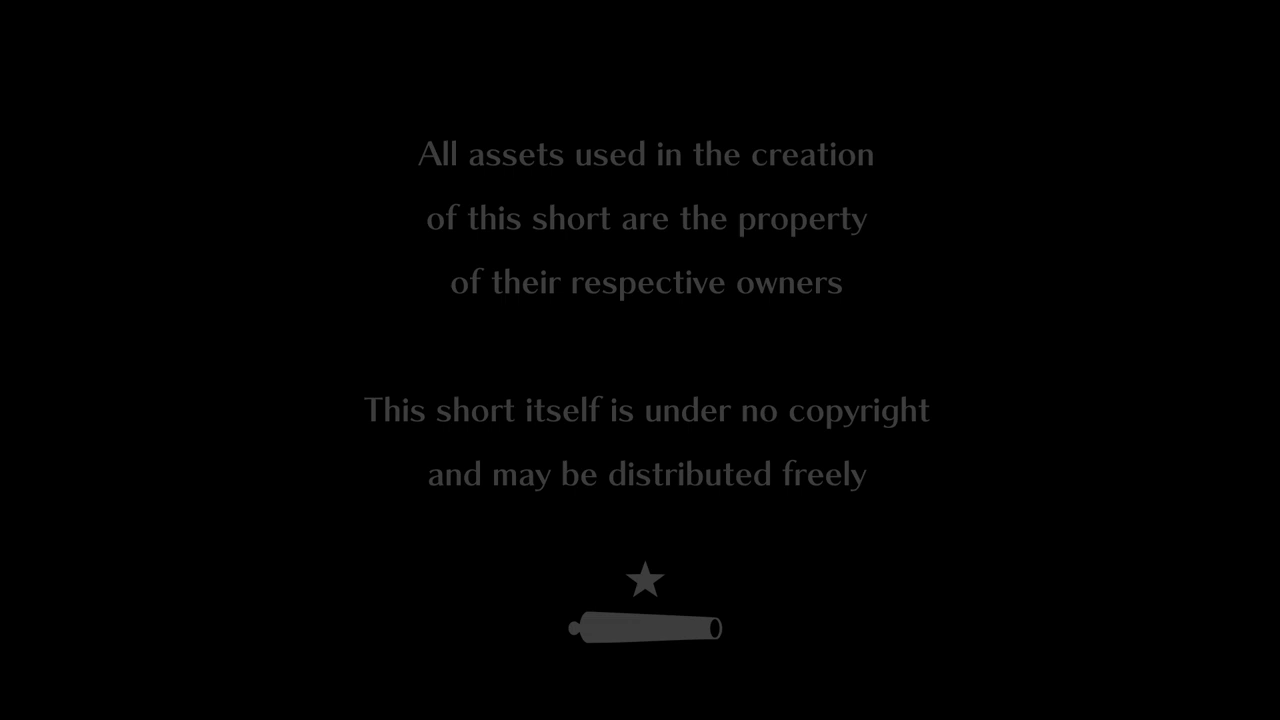 All assets used in the creation
of this short are the property
of their respective owners
This short itself is under no copyright
and may be distributed freely